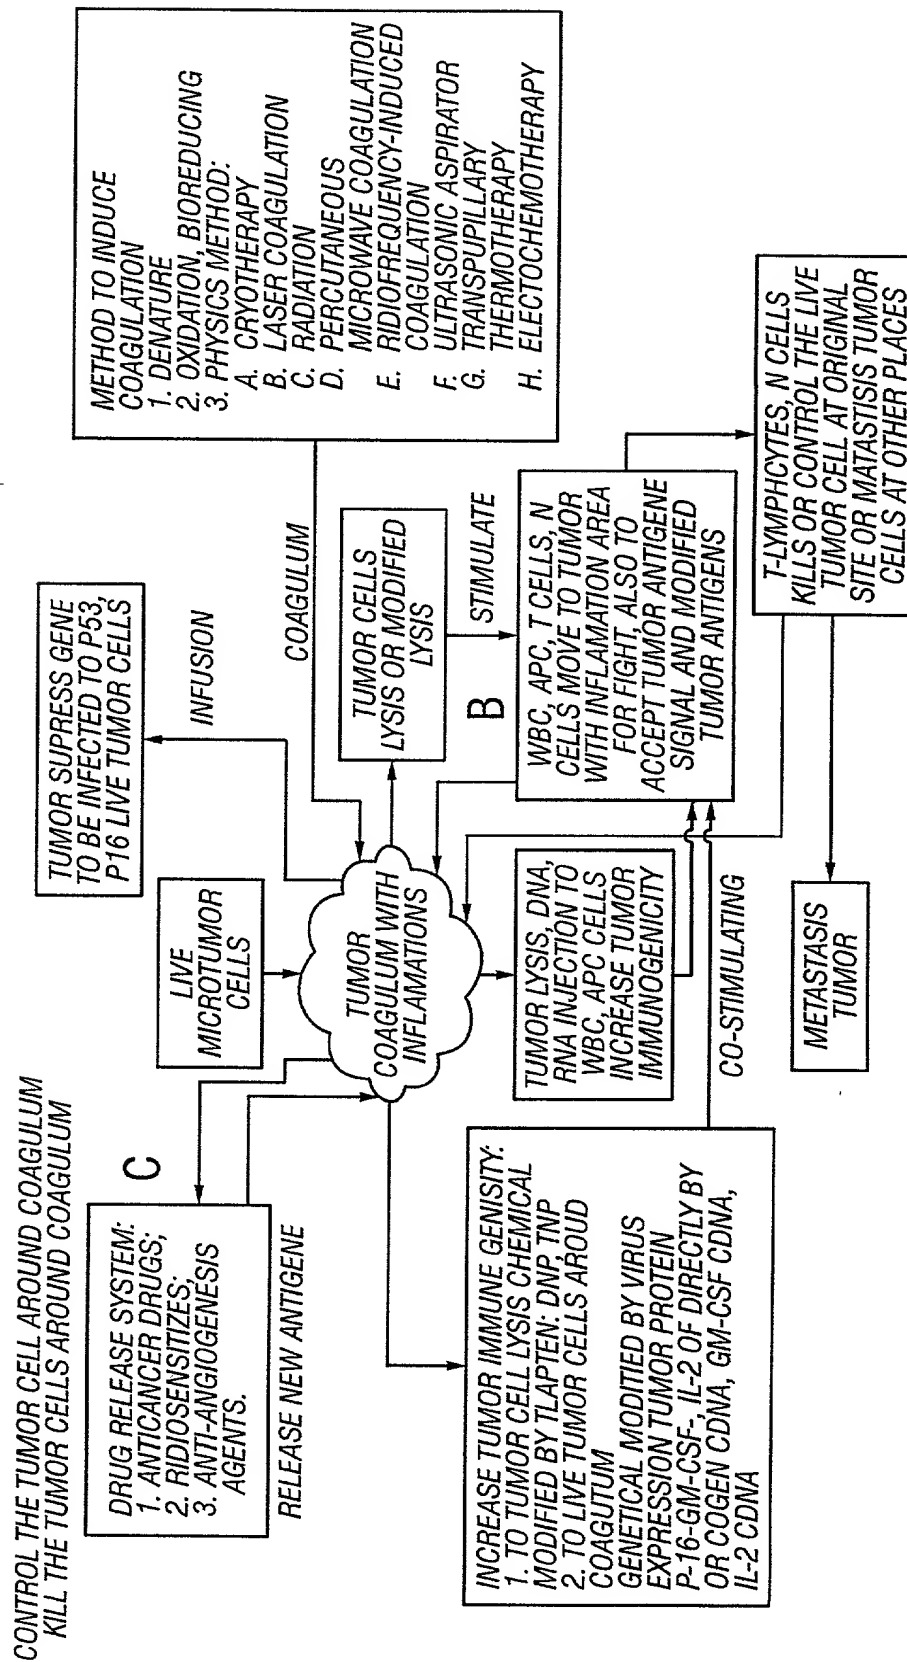 CONTROL THE TUMOR CELL AROUND COAGULUM
KILL THE TUMOR CELLS AROUND COAGULUM
C
DRUG RELEASE SYSTEM:
1. ANTICANCER DRUGS;
2. RIDIOSENSITIZES;
3. ANTI-ANGIOGENESIS
AGENTS.
RELEASE NEW ANTIGENE
LIVE
MICROTUMOR
CELLS
TUMOR SUPRESS GENE
TO BE INFECTED TO P53,
P16 LIVE TUMOR CELLS
INFUSION
METHOD TO INDUCE
COAGULATION
1. DENATURE
2. OXIDATION, BIOREDUCING
3. PHYSICS METHOD:
A. CRYOTHERAPY
B. LASER COAGULATION
C. RADIATION
D. PERCUTANEOUS
MICROWAVE COAGULATION
E. RIDIOFREQUENCY-INDUCED
COAGULATION
F. ULTRASONIC ASPIRATOR
G. TRANSPUPILLARY
THERMOTHERAPY
H. ELECTOCHEMOTHERAPY
COAGULUM
TUMOR
COAGULUM WITH
INFLAMATIONS
TUMOR CELLS
LYSIS OR MODIFIED
LYSIS
STIMULATE
B
INCREASE TUMOR IMMUNE GENISITY:
1. TO TUMOR CELL LYSIS CHEMICAL
MODIFIED BY TLAPTEN: DNP, TNP
2. TO LIVE TUMOR CELLS AROUD
COAGUTUM
GENETICAL MODTIED BY VIRUS
EXPRESSION TUMOR PROTEIN
P-16-GM-CSF-, IL-2 OF DIRECTLY BY
OR COGEN CDNA, GM-CSF CDNA,
IL-2 CDNA
TUMOR LYSIS, DNA,
RNA INJECTION TO
WBC, APC CELLS
INCREASE TUMOR
IMMUNOGENICITY
CO-STIMULATING
WBC, APC, T CELLS, N
CELLS MOVE TO TUMOR
WITH INFLAMATION AREA
FOR FIGHT, ALSO TO
ACCEPT TUMOR ANTIGENE
SIGNAL AND MODIFIED
TUMOR ANTIGENS
METASTASIS
TUMOR
T-LYMPHCYTES, N CELLS
KILLS OR CONTROL THE LIVE
TUMOR CELL AT ORIGINAL
SITE OR MATASTISIS TUMOR
CELLS AT OTHER PLACES